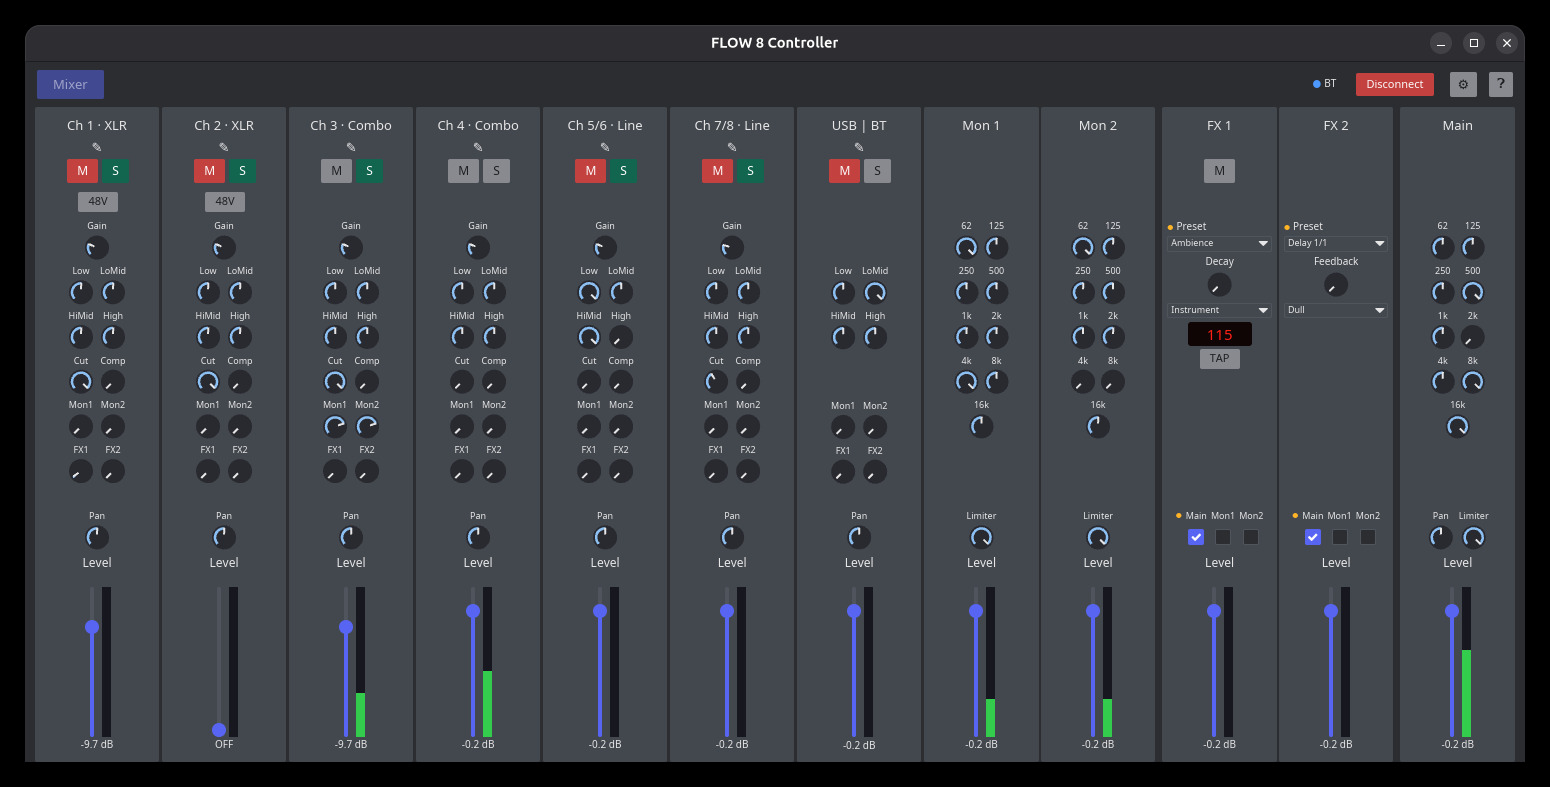 FLOW 8 Controller
Mixer
BT
Disconnect
?
Ch 1 · XLR
Ch 2 · XLR
Ch 3 · Combo
Ch 4 · Combo
Ch 5/6 · Line
Ch 7/8 · Line
USB | BT
Mon 1
Mon 2
FX 1
FX 2
Main
M S M S M S M S M S M S M S M
48V 48V
Gain Gain Gain Gain Gain Gain 62 125 62 125 Preset Preset 62 125
Ambience Delay 1/1
Decay Feedback
Low LoMid Low LoMid Low LoMid Low LoMid Low LoMid Low LoMid Low LoMid 250 500 250 500 250 500
Instrument Dull
HiMid High HiMid High HiMid High HiMid High HiMid High HiMid High HiMid High 1k 2k 1k 2k 1k 2k
115
TAP
Cut Comp Cut Comp Cut Comp Cut Comp Cut Comp Cut Comp 4k 8k 4k 8k 4k 8k
Mon1 Mon2 Mon1 Mon2 Mon1 Mon2 Mon1 Mon2 Mon1 Mon2 Mon1 Mon2 Mon1 Mon2 16k 16k 16k
FX1 FX2 FX1 FX2 FX1 FX2 FX1 FX2 FX1 FX2 FX1 FX2 FX1 FX2
Pan Pan Pan Pan Pan Pan Pan Limiter Limiter Main Mon1 Mon2 Main Mon1 Mon2 Pan Limiter
Level Level Level Level Level Level Level Level Level Level Level Level
-9.7 dB OFF -9.7 dB -0.2 dB -0.2 dB -0.2 dB -0.2 dB -0.2 dB -0.2 dB -0.2 dB -0.2 dB -0.2 dB